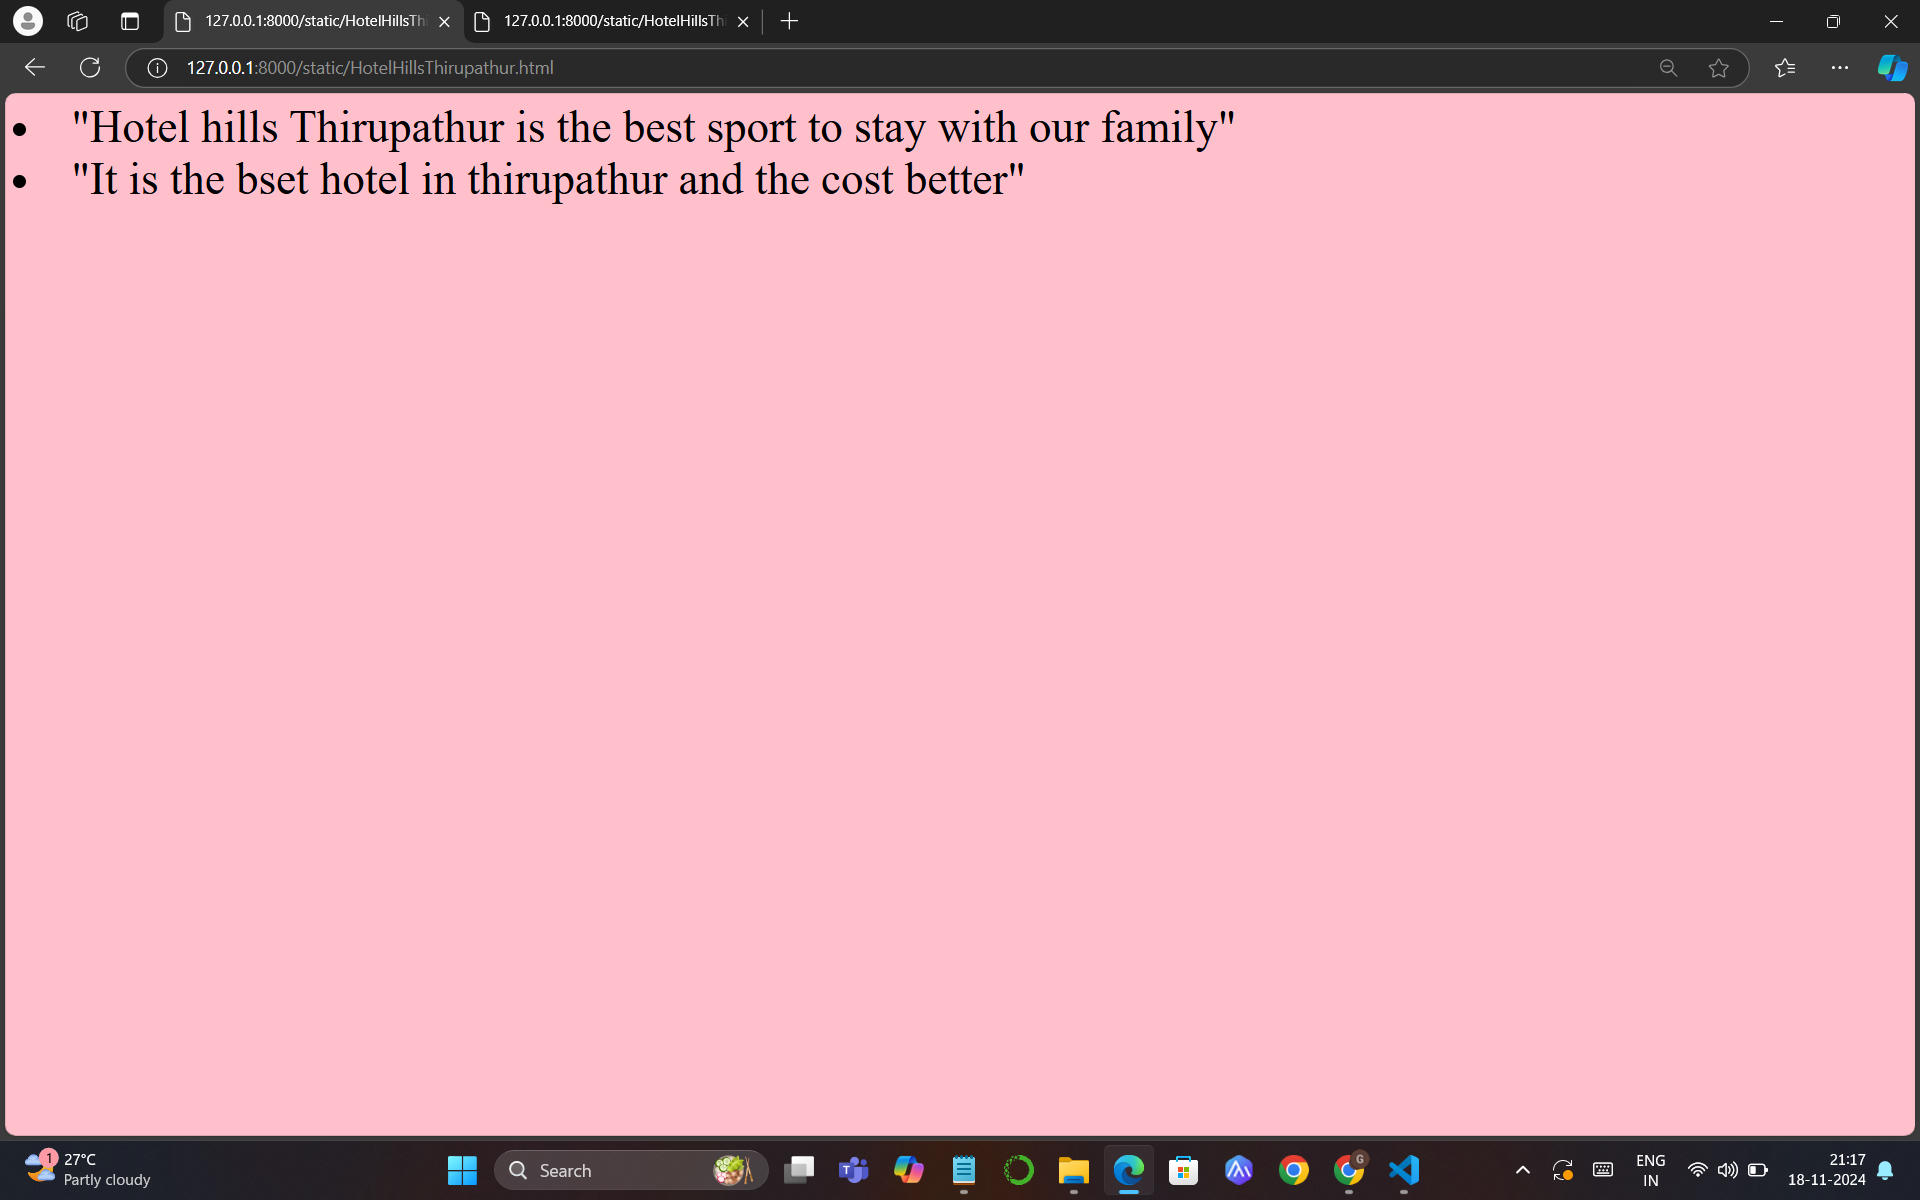 127.0.0.1:8000/static/HotelHillsThi
127.0.0.1:8000/static/HotelHillsThi
127.0.0.1:8000/static/HotelHillsThirupathur.html
• "Hotel hills Thirupathur is the best sport to stay with our family"
• "It is the bset hotel in thirupathur and the cost better"
1
27°C
Partly cloudy
Search
T
G
ENG
IN
21:17
18-11-2024